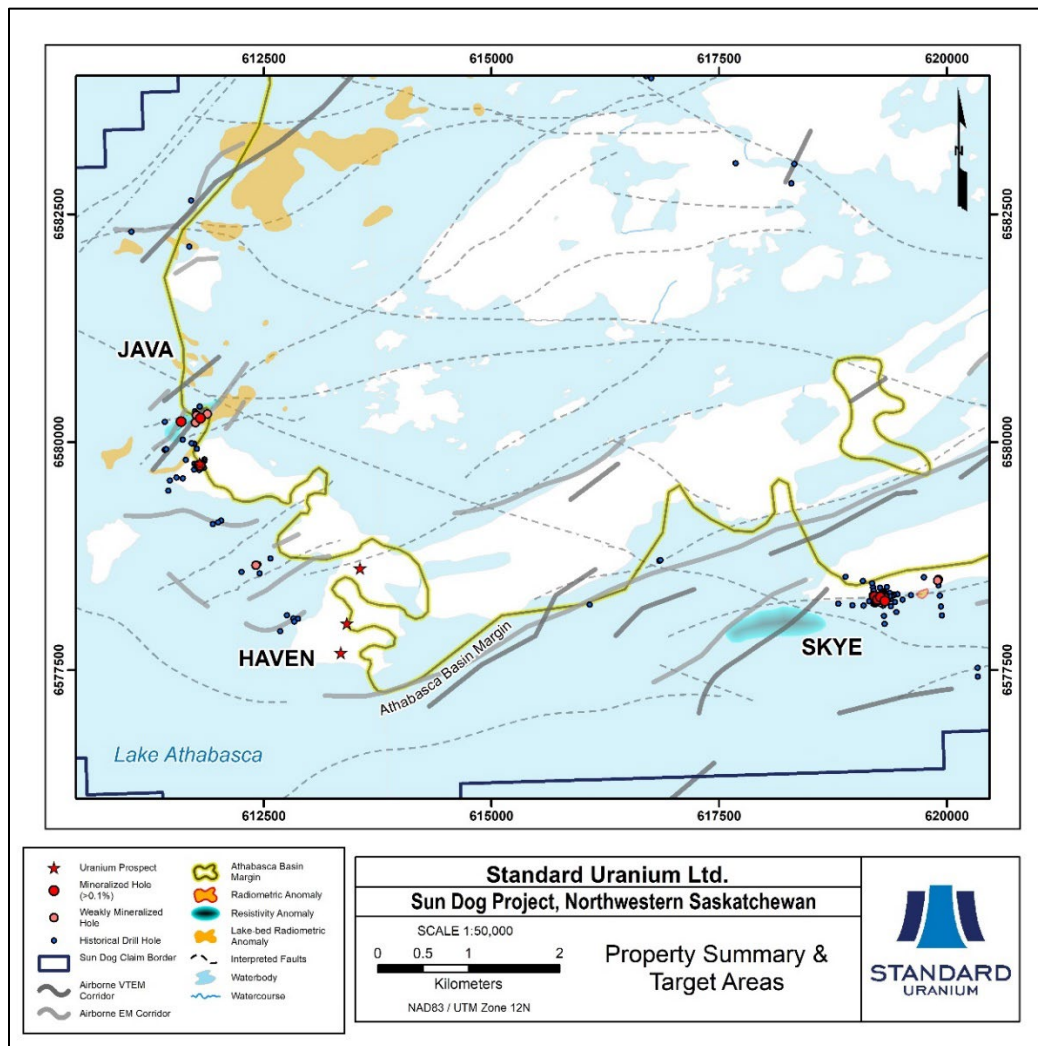 612500
615000
617500
620000
6582500
6582500
N
JAVA
6580000
6580000
HAVEN
SKYE
Athabasca Basin Margin
6577500
6577500
Lake Athabasca
612500
615000
617500
620000
Uranium Prospect
Mineralized Hole
(>0.1%)
Weakly Mineralized
Hole
Historical Drill Hole
Sun Dog Claim Border
Airborne VTEM
Corridor
Airborne EM Corridor
Athabasca Basin
Margin
Radiometric Anomaly
Resistivity Anomaly
Lake-bed Radiometric
Anomaly
Interpreted Faults
Waterbody
Watercourse
Standard Uranium Ltd.
Sun Dog Project, Northwestern Saskatchewan
SCALE 1:50,000
0 0.5 1 2
Kilometers
NAD83 / UTM Zone 12N
Property Summary &
Target Areas
STANDARD
URANIUM